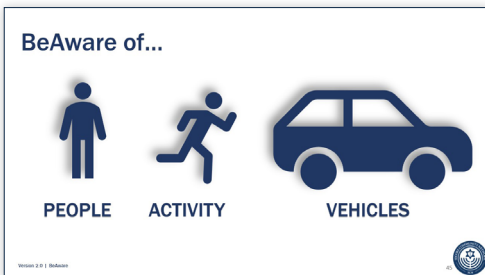 BeAware of...
PEOPLE ACTIVITY VEHICLES
Version 2.0 | BeAware
45